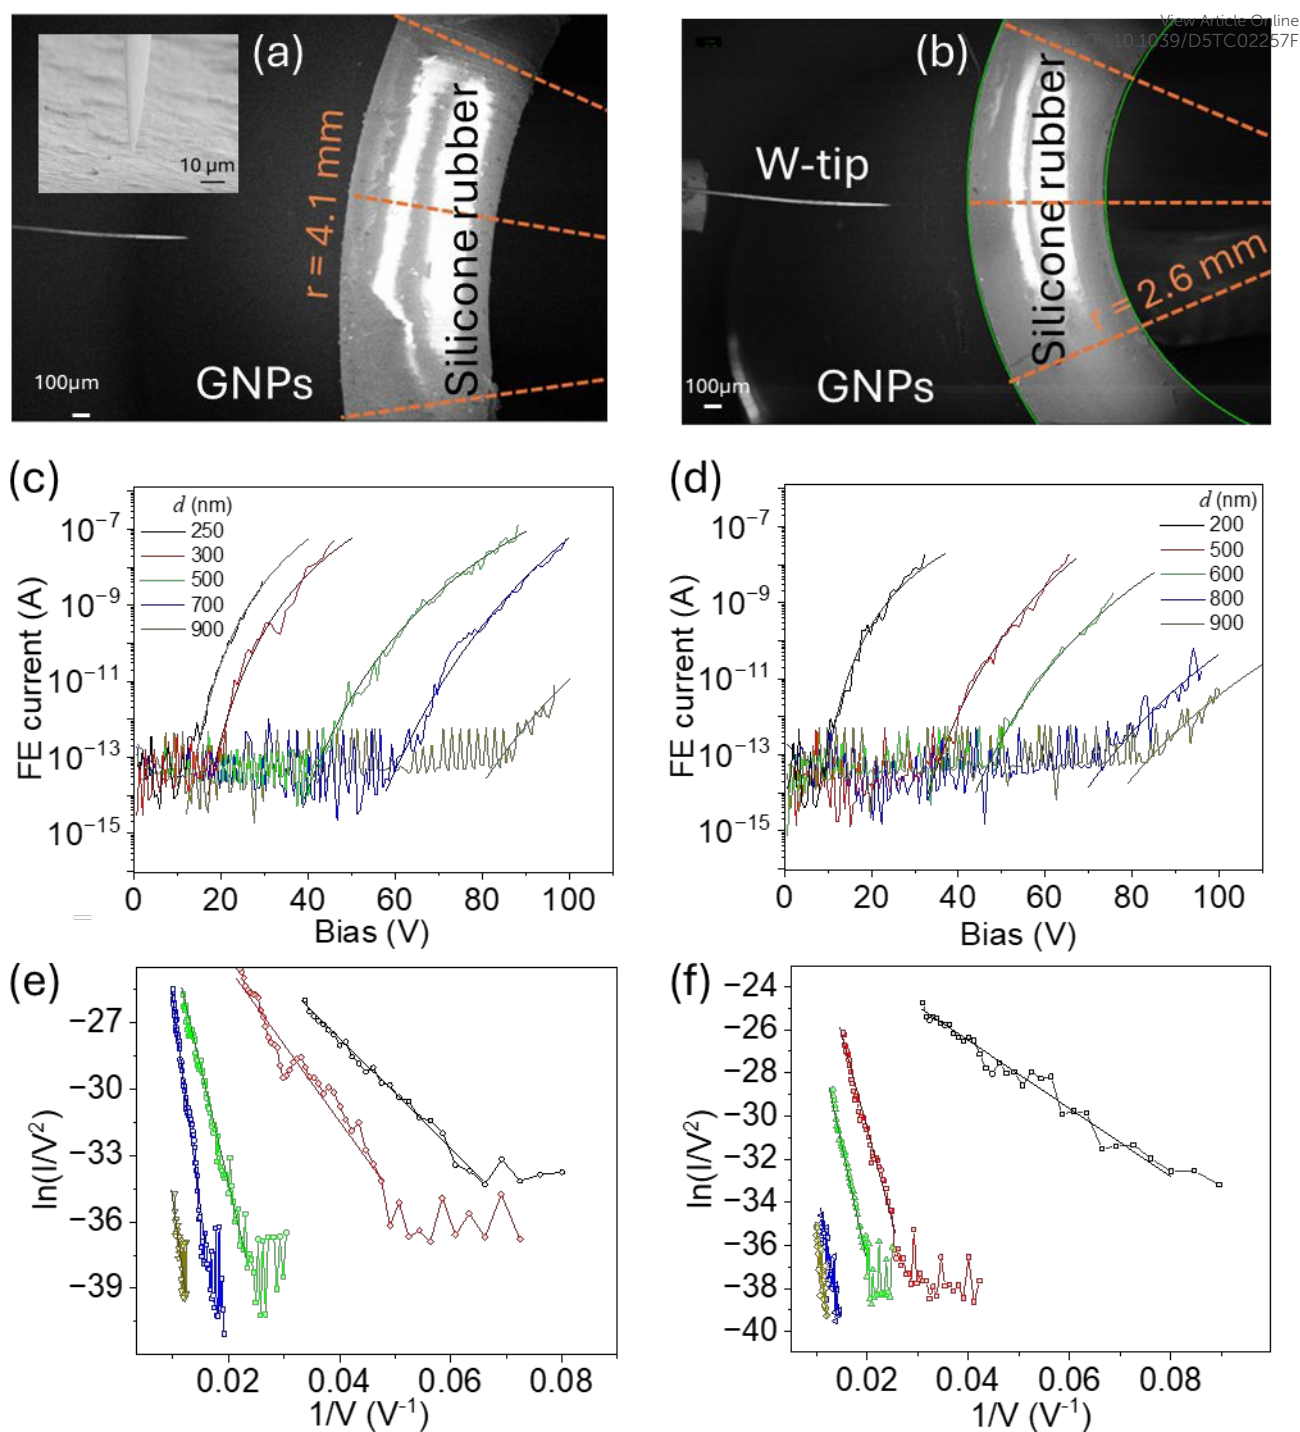 View Article Online
DOI: 10.1039/D5TC02257F
(a)
10 µm
r = 4.1 mm
Silicone rubber
100µm
GNPs
(b)
W-tip
Silicone rubber
r = 2.6 mm
100µm
GNPs
(c)
d (nm)
250
300
500
700
900
10⁻⁷
10⁻⁹
10⁻¹¹
10⁻¹³
10⁻¹⁵
FE current (A)
0 20 40 60 80 100
Bias (V)
(d)
d (nm)
200
500
600
800
900
10⁻⁷
10⁻⁹
10⁻¹¹
10⁻¹³
10⁻¹⁵
FE current (A)
0 20 40 60 80 100
Bias (V)
(e)
−27
−30
−33
−36
−39
ln(I/V²)
0.02 0.04 0.06 0.08
1/V (V⁻¹)
(f)
−24
−26
−28
−30
−32
−34
−36
−38
−40
ln(I/V²)
0.02 0.04 0.06 0.08
1/V (V⁻¹)